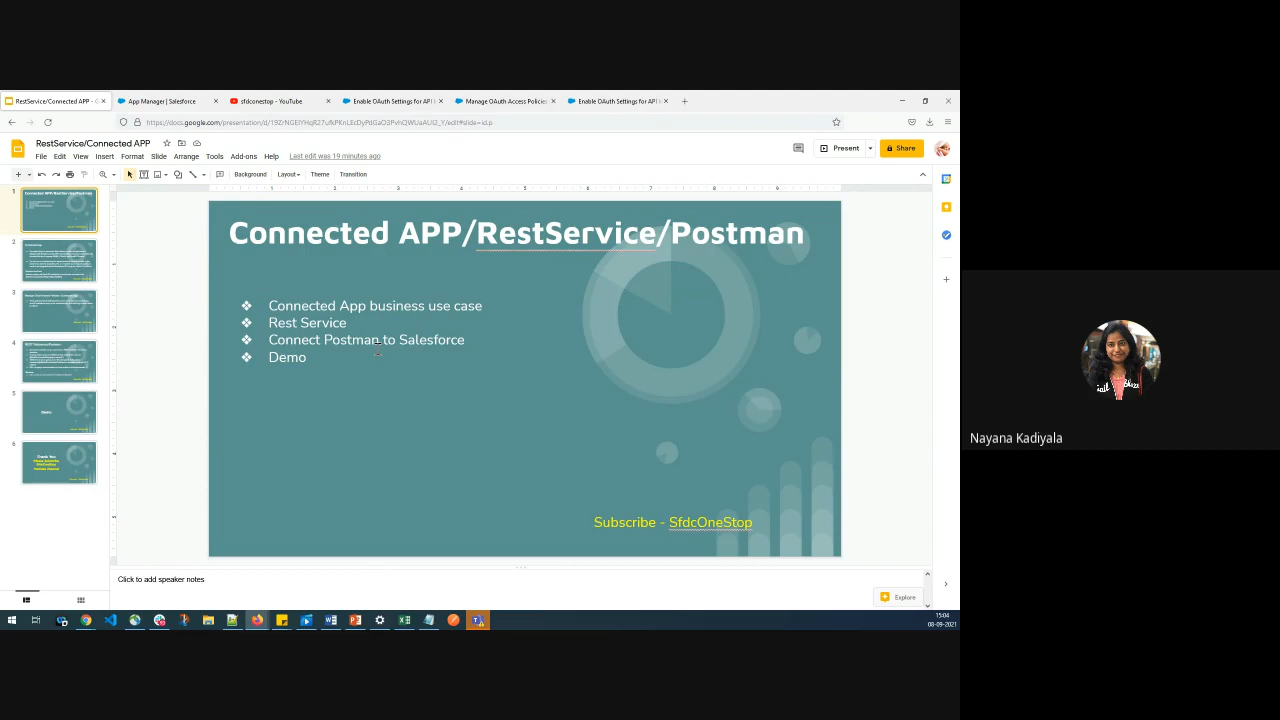 RestService/Connected APP - G
App Manager | Salesforce
sfdconestop - YouTube
Enable OAuth Settings for API I
Manage OAuth Access Policies
Enable OAuth Settings for API I
RestService/Connected APP
File Edit View Insert Format Slide Arrange Tools Add-ons Help Last edit was 19 minutes ago
Present
Share
Background Layout Theme Transition
Connected APP/RestService/Postman
❖ Connected App business use case
❖ Rest Service
❖ Connect Postman to Salesforce
❖ Demo
Subscribe - SfdcOneStop
Click to add speaker notes
Explore
15:04
08-09-2021
Nayana Kadiyala